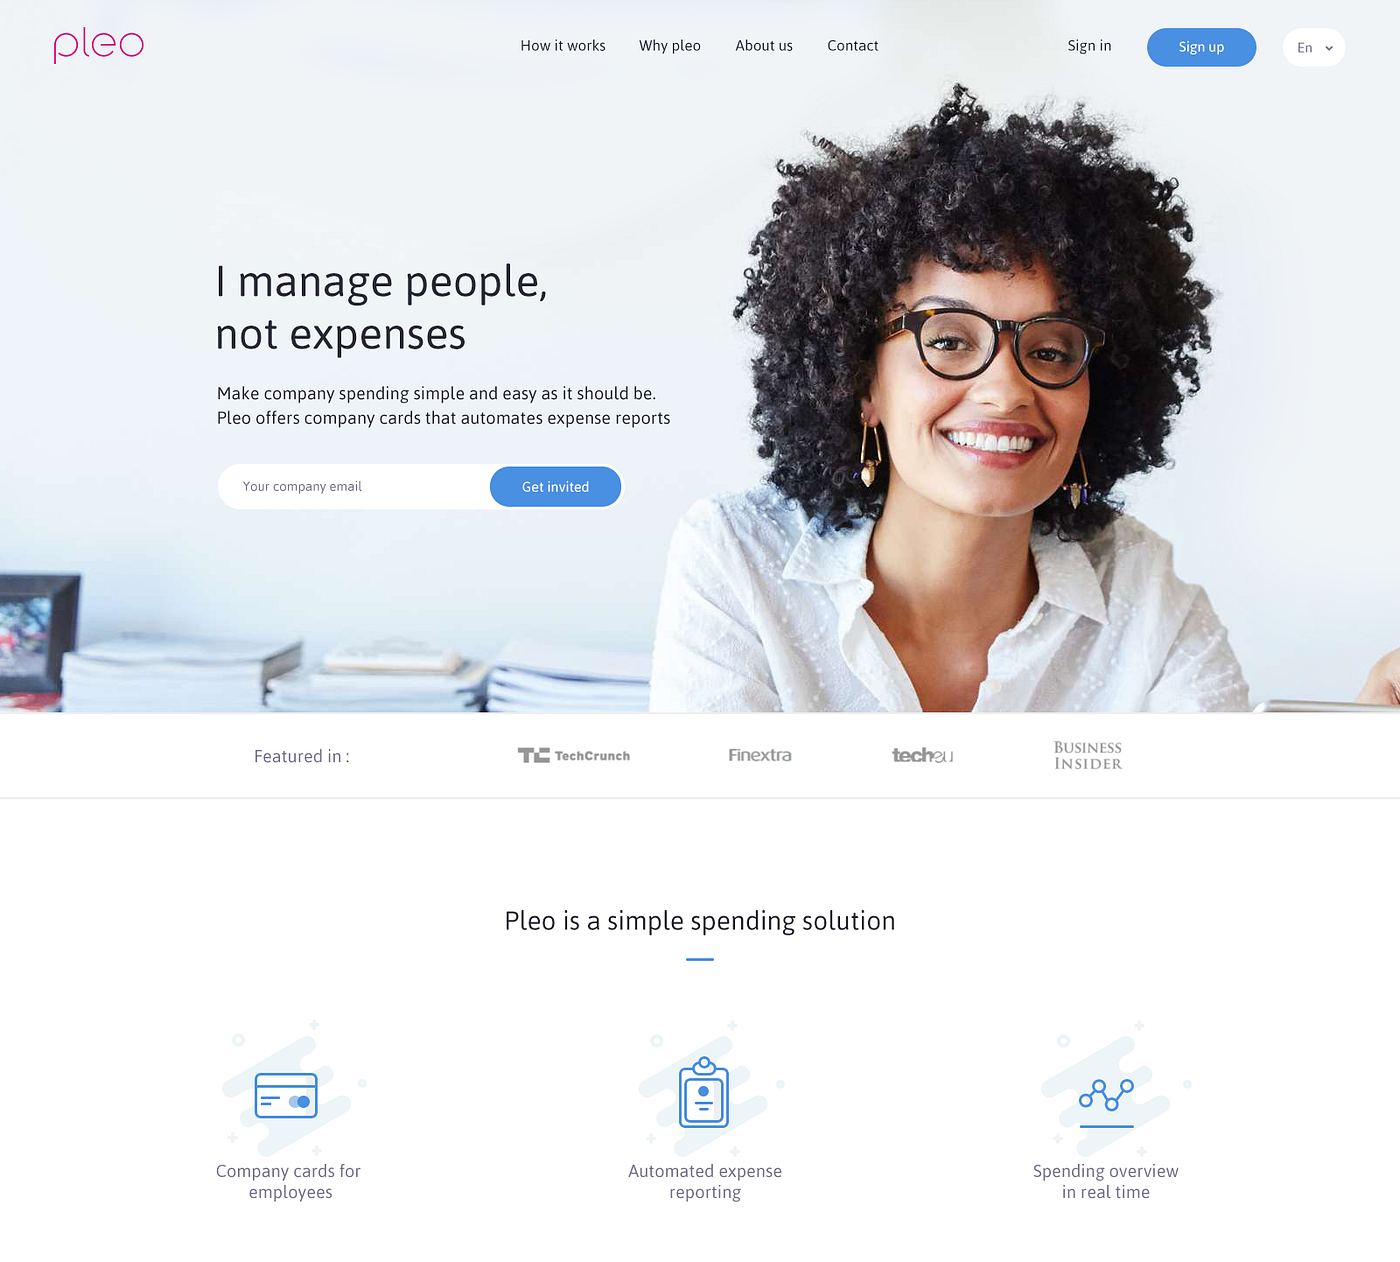 pleo
How it works
Why pleo
About us
Contact
Sign in
Sign up
En
I manage people,
not expenses
Make company spending simple and easy as it should be.
Pleo offers company cards that automates expense reports
Your company email
Get invited
Featured in :
TC TechCrunch
Finextra
techeu
BUSINESS
INSIDER
Pleo is a simple spending solution
Company cards for
employees
Automated expense
reporting
Spending overview
in real time